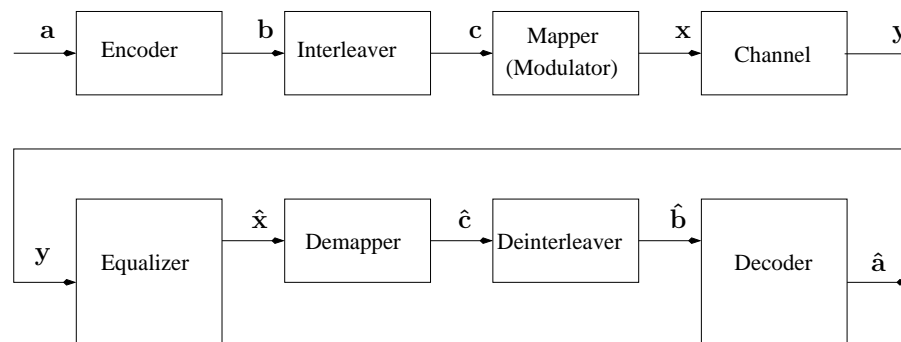 a Encoder b Interleaver c Mapper (Modulator) x Channel y
y Equalizer x̂ Demapper ĉ Deinterleaver b̂ Decoder â